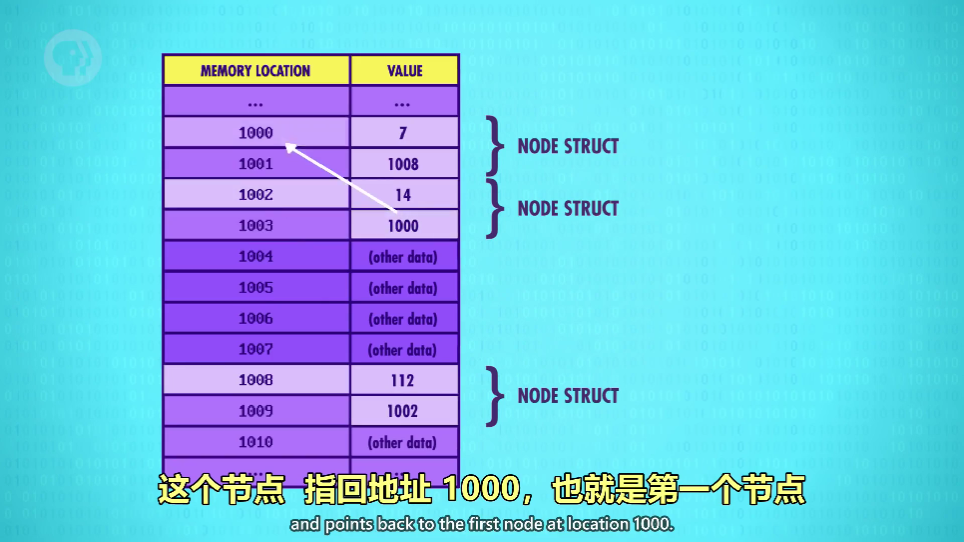 MEMORY LOCATION VALUE
... ...
1000 7
1001 1008
1002 14
1003 1000
1004 (other data)
1005 (other data)
1006 (other data)
1007 (other data)
1008 112
1009 1002
1010 (other data)
... ...
} NODE STRUCT
} NODE STRUCT
} NODE STRUCT
这个节点 指回地址 1000，也就是第一个节点
and points back to the first node at location 1000.